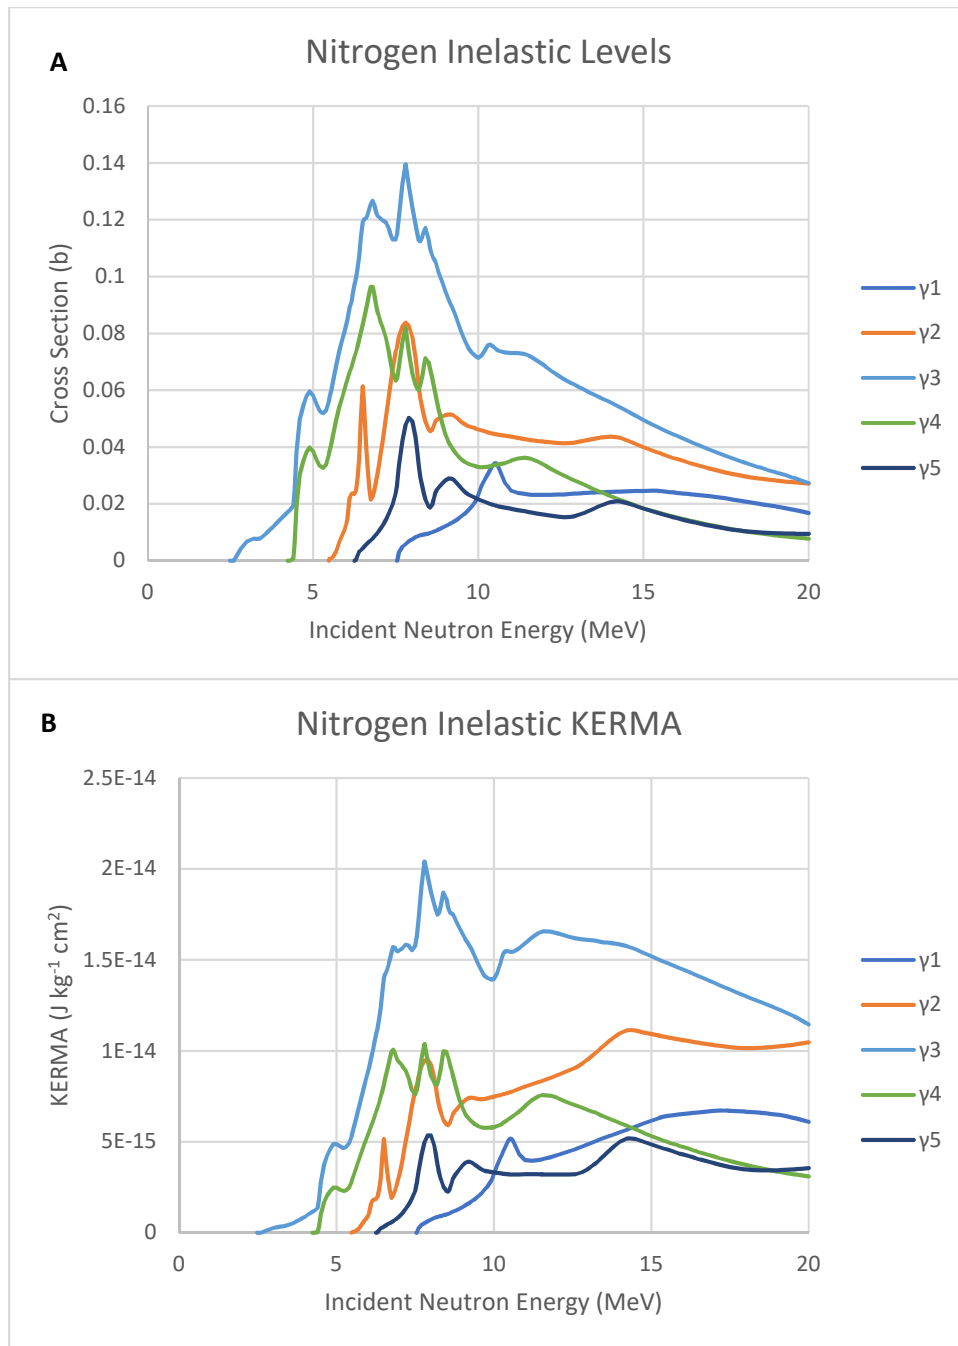 A
Nitrogen Inelastic Levels
Cross Section (b)
0.16
0.14
0.12
0.1
0.08
0.06
0.04
0.02
0
0 5 10 15 20
Incident Neutron Energy (MeV)
γ1
γ2
γ3
γ4
γ5
B
Nitrogen Inelastic KERMA
KERMA (J kg⁻¹ cm²)
2.5E-14
2E-14
1.5E-14
1E-14
5E-15
0
0 5 10 15 20
Incident Neutron Energy (MeV)
γ1
γ2
γ3
γ4
γ5